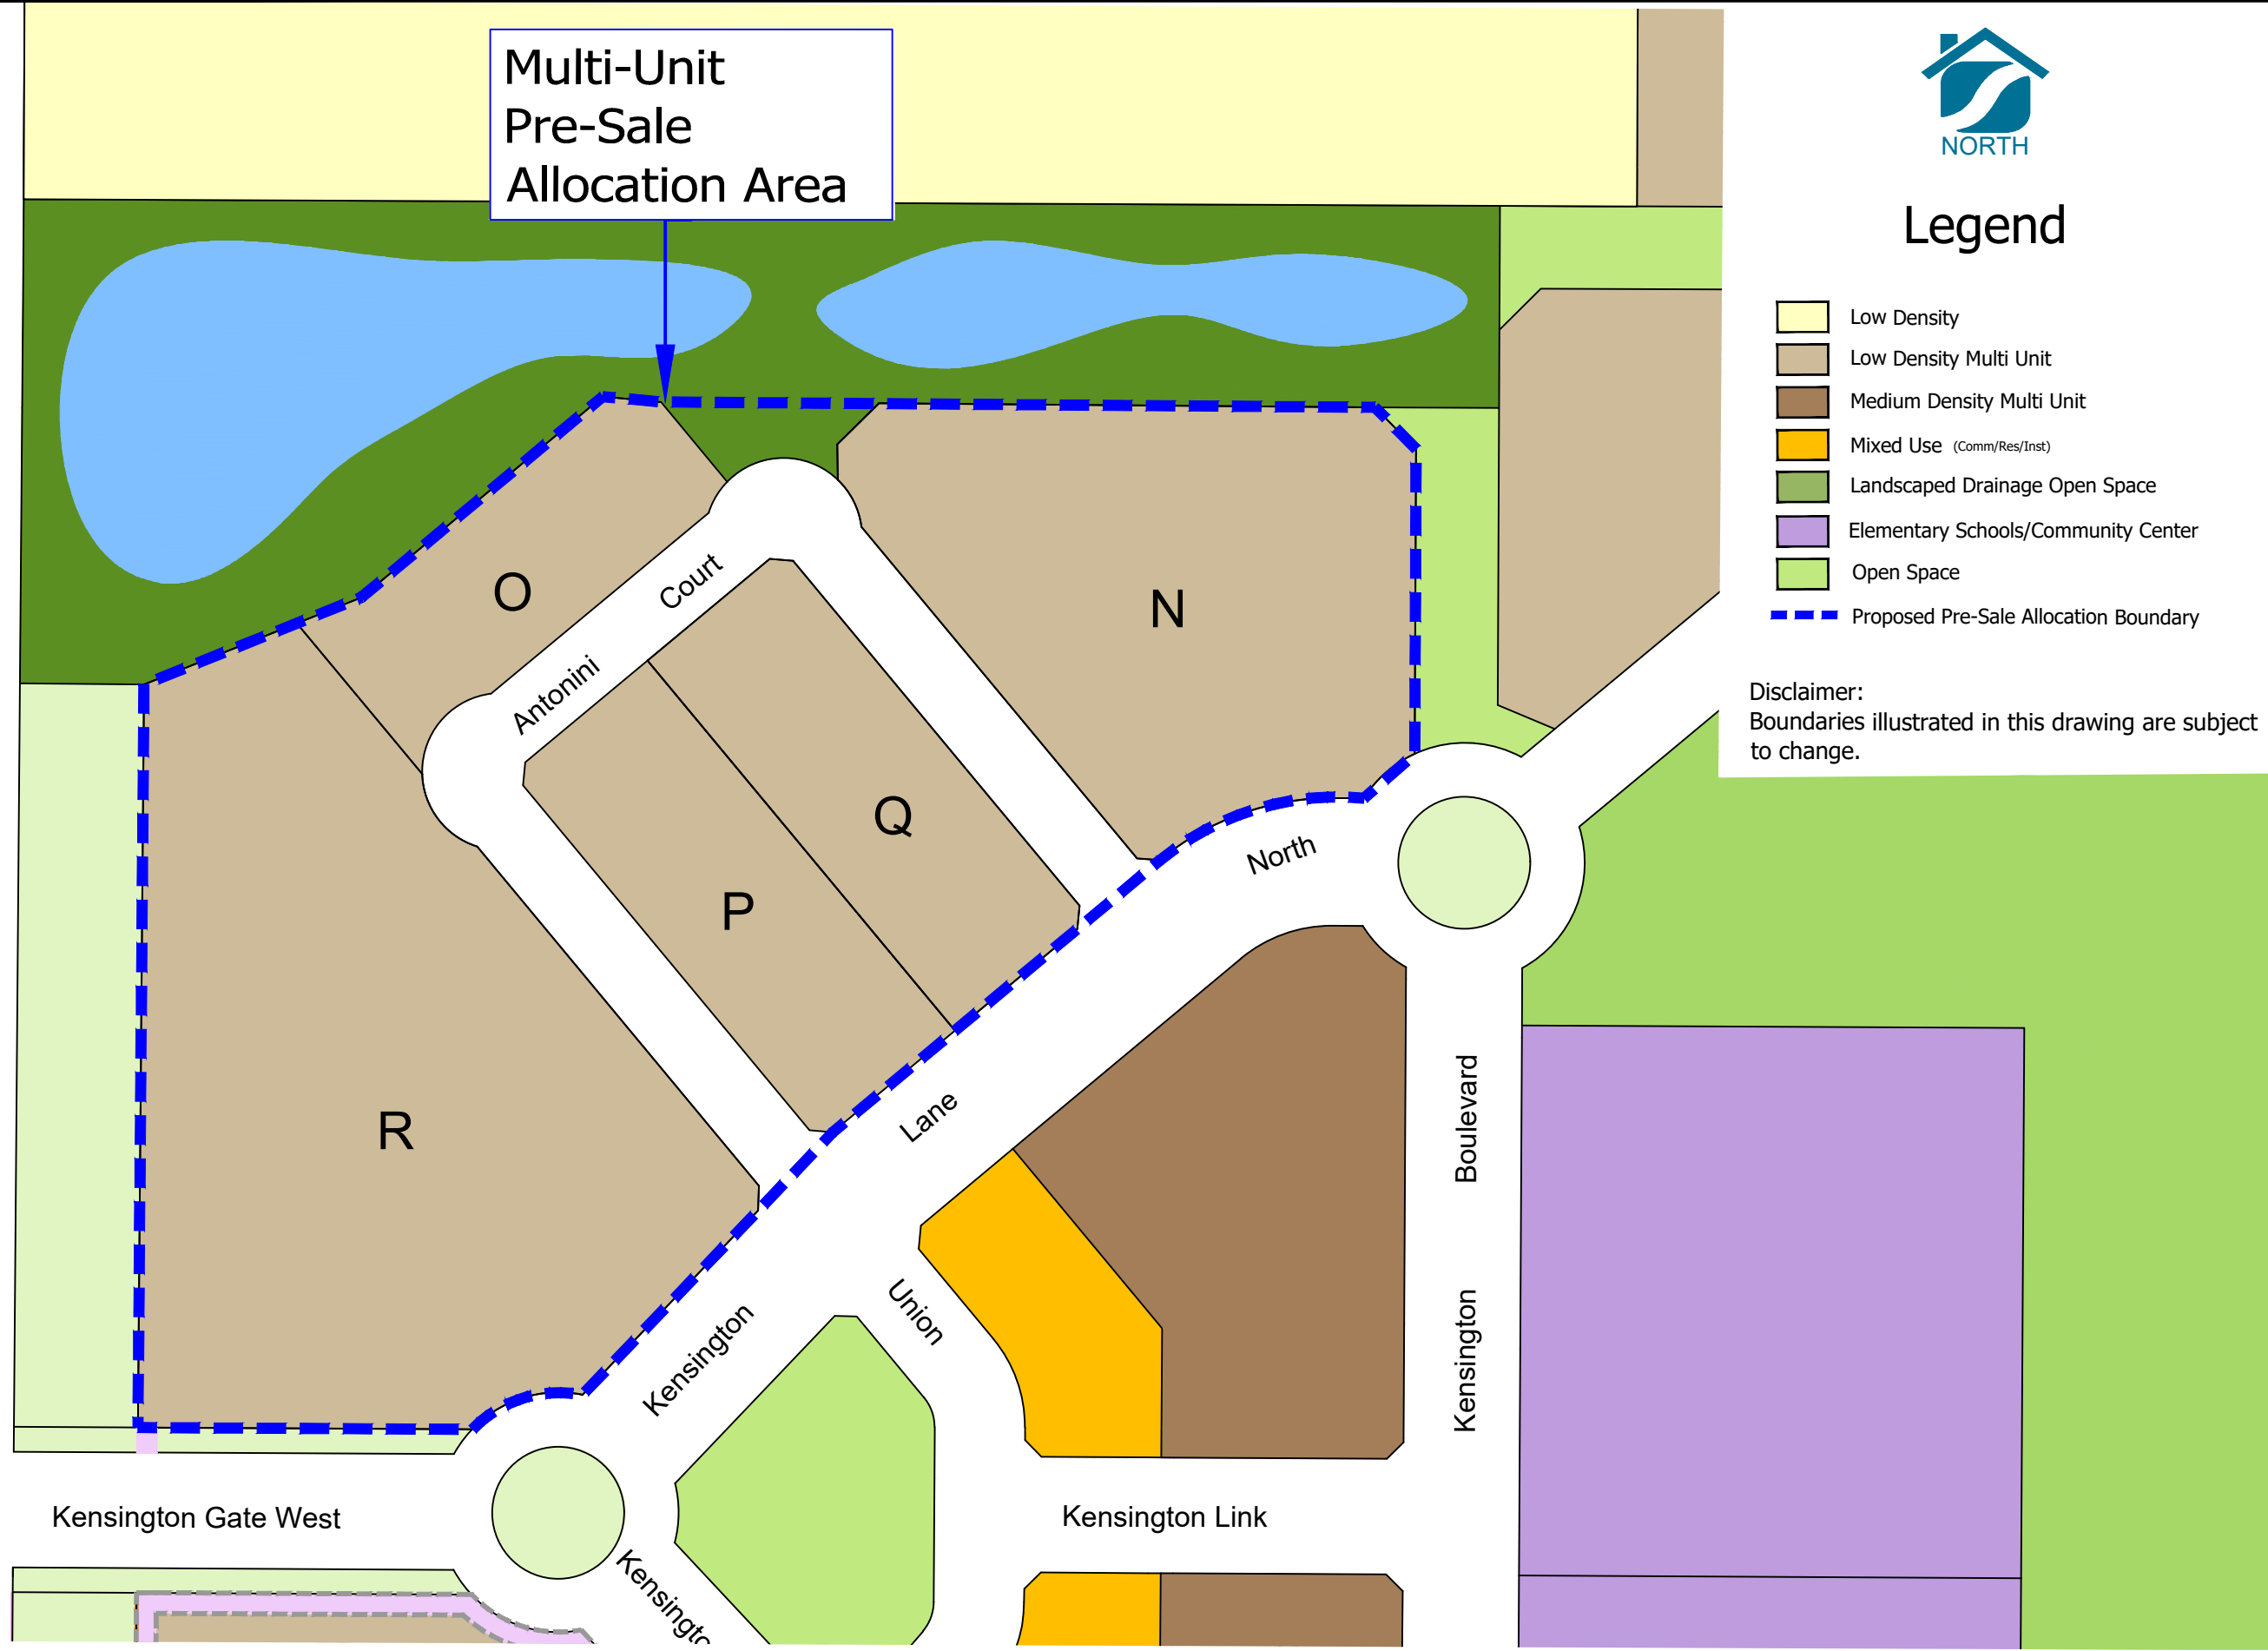 Multi-Unit
Pre-Sale
Allocation Area
NORTH
Legend
Low Density
Low Density Multi Unit
Medium Density Multi Unit
Mixed Use (Comm/Res/Inst)
Landscaped Drainage Open Space
Elementary Schools/Community Center
Open Space
Proposed Pre-Sale Allocation Boundary
Disclaimer:
Boundaries illustrated in this drawing are subject
to change.
O
N
Antonini Court
Q
P
R
Kensington Lane North
Union
Kensington Boulevard
Kensington Gate West
Kensington Link